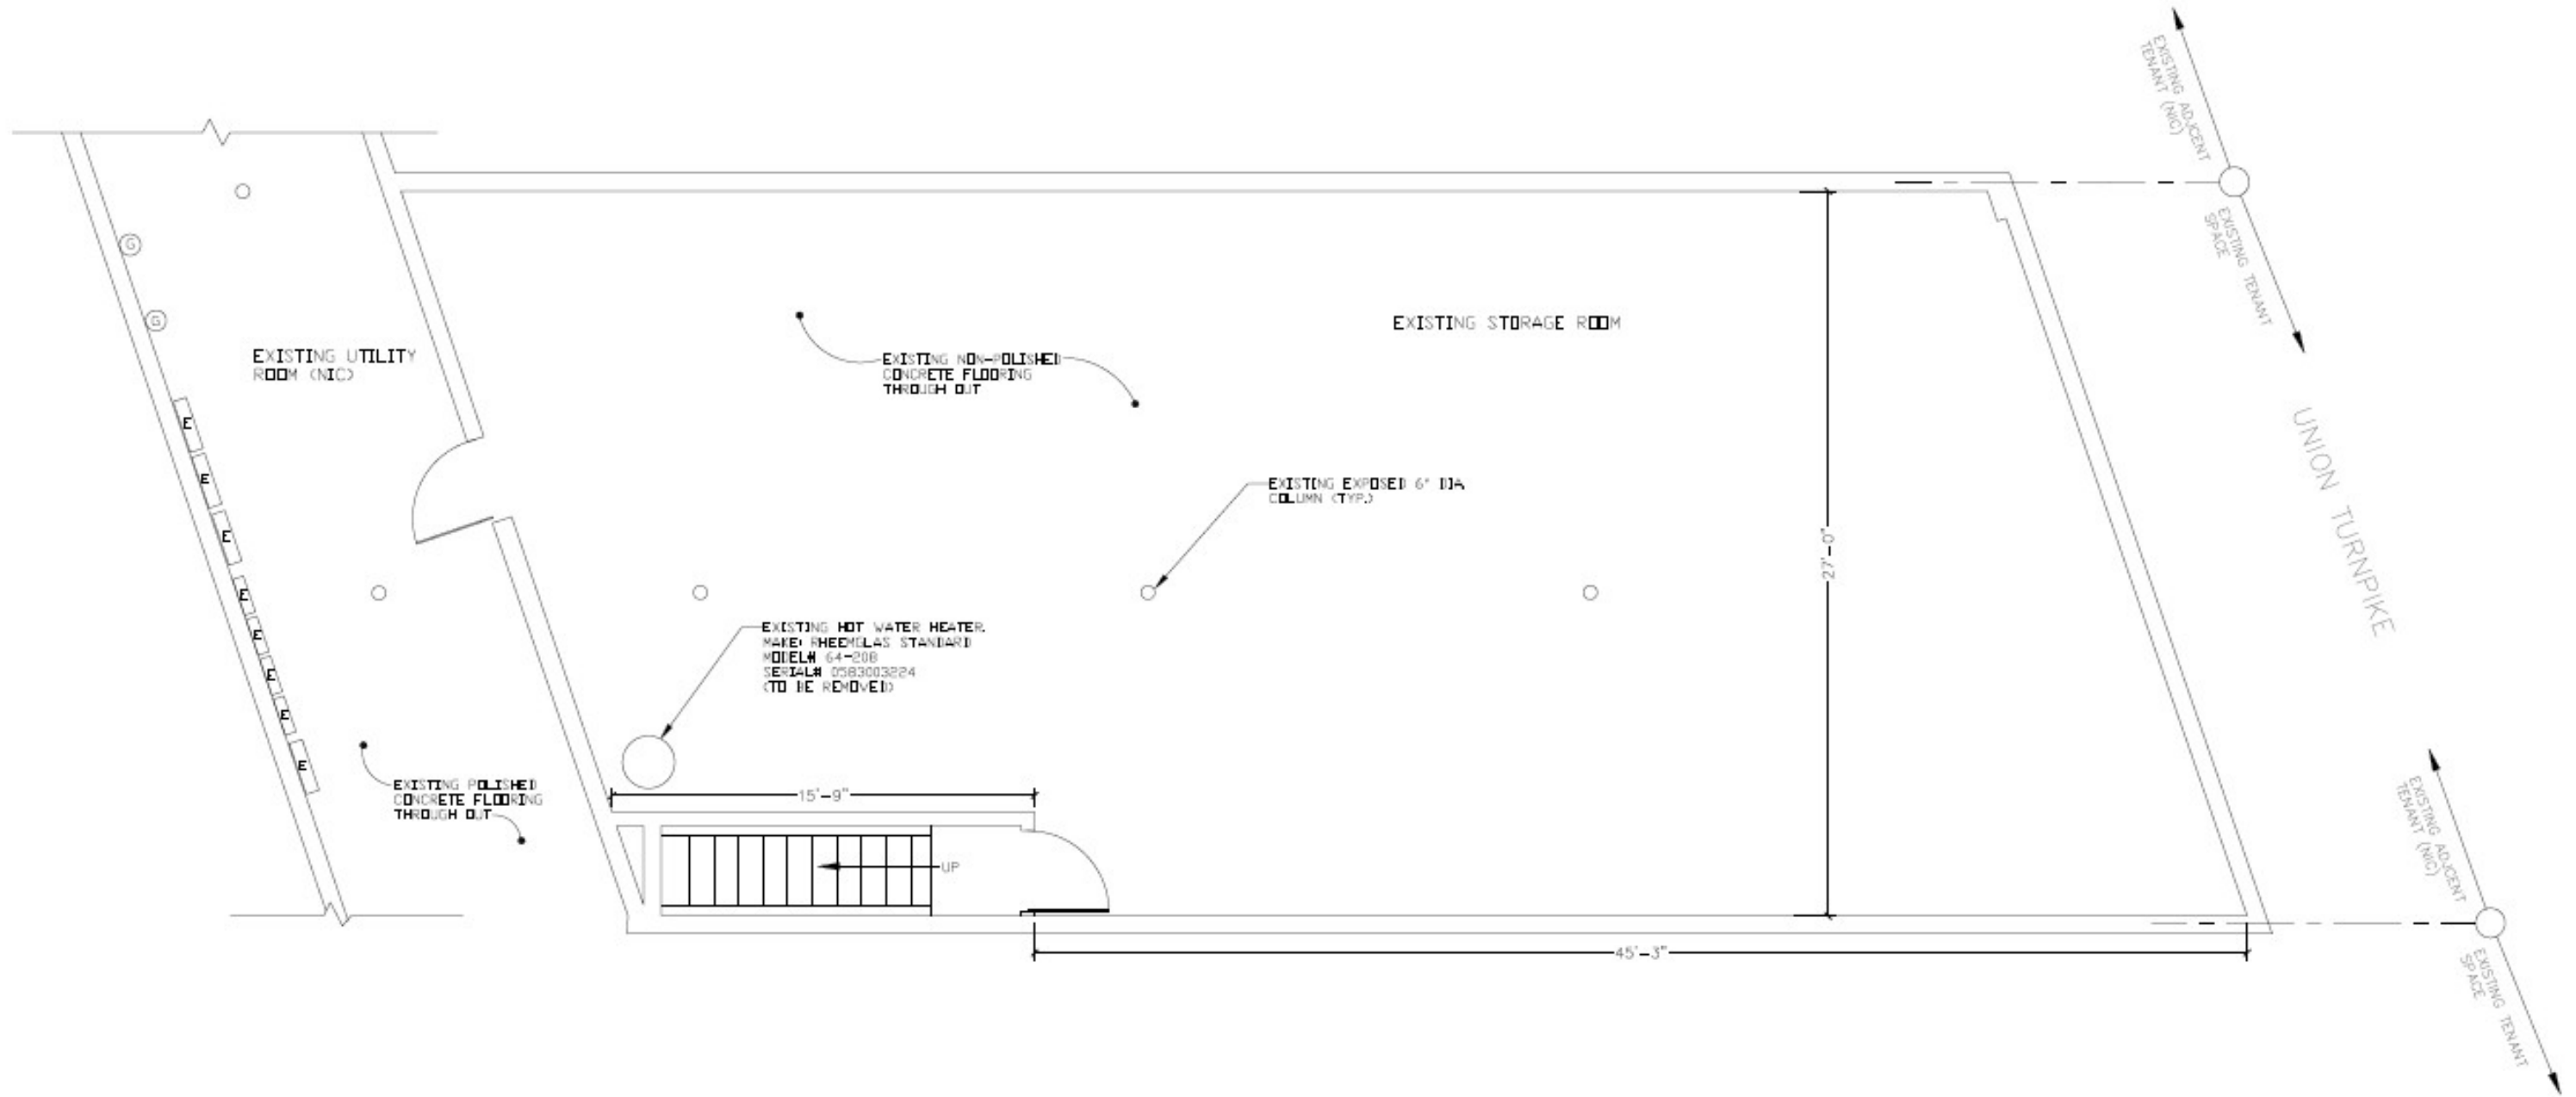 EXISTING ADJCENT
TENANT (NIC)
EXISTING TENANT
SPACE
G
G
EXISTING UTILITY
ROOM (NIC)
EXISTING NON-POLISHED
CONCRETE FLOORING
THROUGH OUT
EXISTING STORAGE ROOM
E
E
E
E
E
E
E
E
EXISTING EXPOSED 6" DIA.
COLUMN (TYP.)
27'-0"
UNION TURNPIKE
EXISTING HOT WATER HEATER.
MAKE: RHEEMGLAS STANDARD
MODEL# 64-208
SERIAL# 0583003224
(TO BE REMOVED)
EXISTING POLISHED
CONCRETE FLOORING
THROUGH OUT
15'-9"
UP
45'-3"
EXISTING ADJCENT
TENANT (NIC)
EXISTING TENANT
SPACE